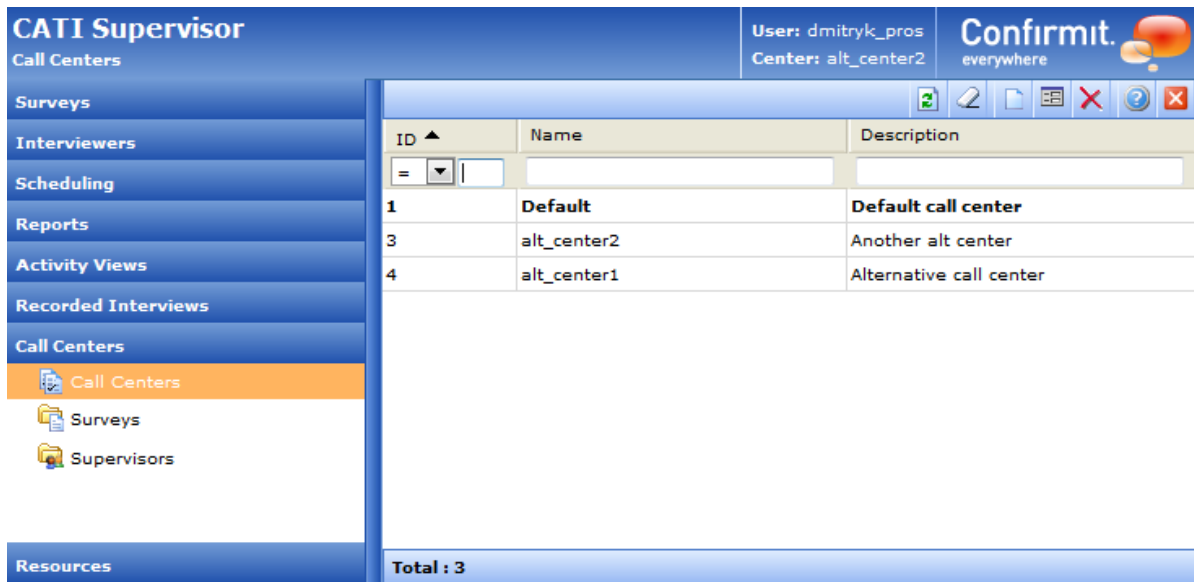 CATI Supervisor
Call Centers
User: dmitryk_pros
Center: alt_center2
Confirmit.
everywhere
Surveys
Interviewers
Scheduling
Reports
Activity Views
Recorded Interviews
Call Centers
Call Centers
Surveys
Supervisors
Resources
ID Name Description
=
1 Default Default call center
3 alt_center2 Another alt center
4 alt_center1 Alternative call center
Total : 3